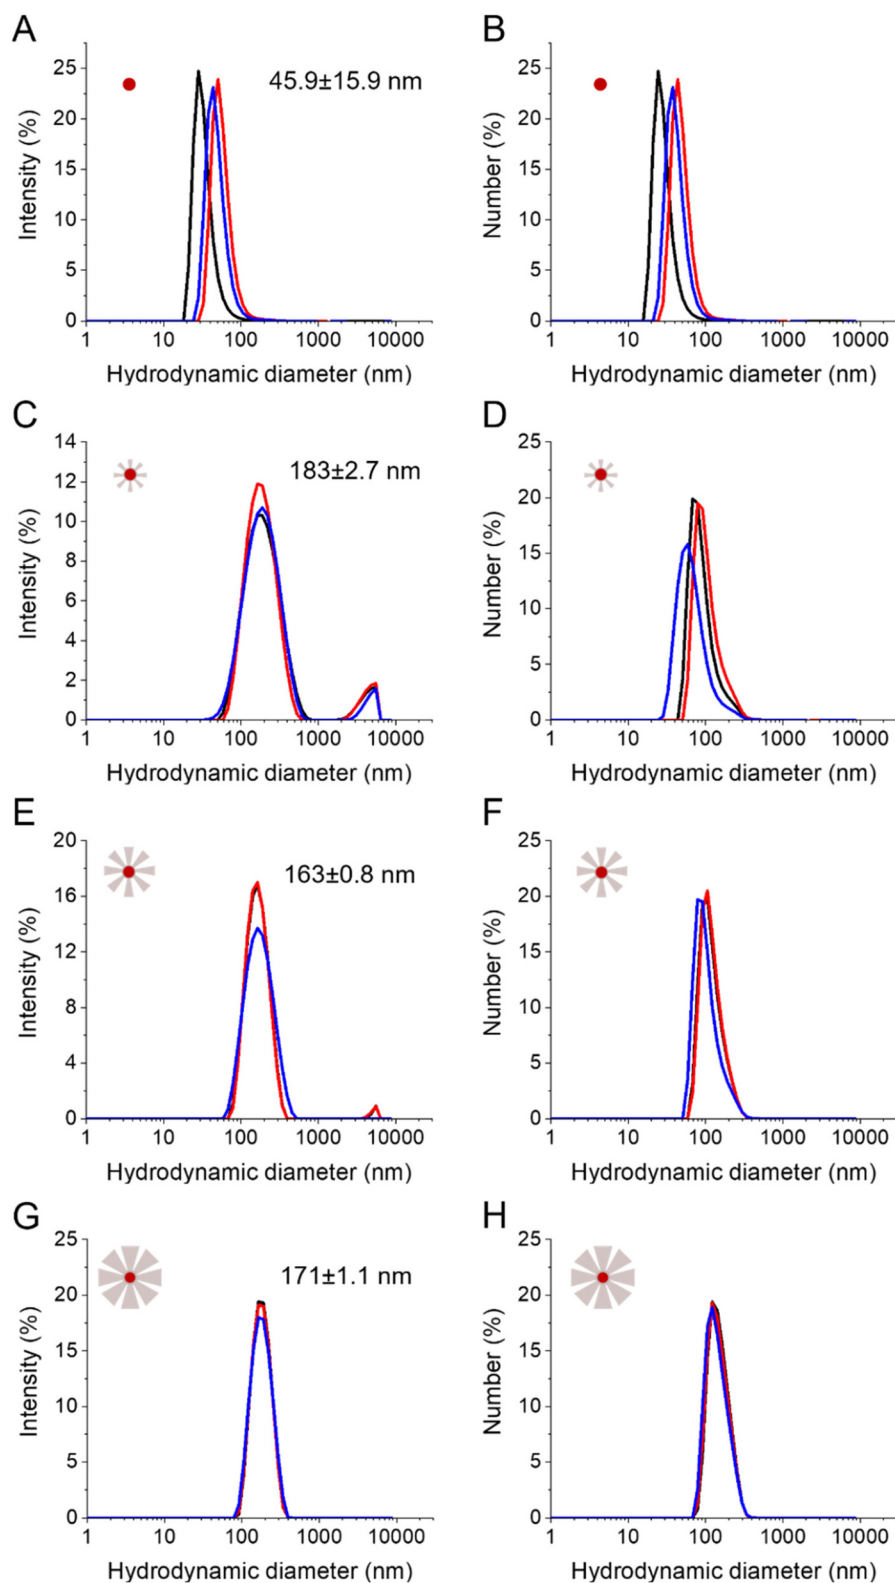 A
25
20
15
10
5
0
Intensity (%)
45.9±15.9 nm
1 10 100 1000 10000
Hydrodynamic diameter (nm)
B
25
20
15
10
5
0
Number (%)
1 10 100 1000 10000
Hydrodynamic diameter (nm)
C
14
12
10
8
6
4
2
0
Intensity (%)
183±2.7 nm
1 10 100 1000 10000
Hydrodynamic diameter (nm)
D
25
20
15
10
5
0
Number (%)
1 10 100 1000 10000
Hydrodynamic diameter (nm)
E
20
16
12
8
4
0
Intensity (%)
163±0.8 nm
1 10 100 1000 10000
Hydrodynamic diameter (nm)
F
25
20
15
10
5
0
Number (%)
1 10 100 1000 10000
Hydrodynamic diameter (nm)
G
25
20
15
10
5
0
Intensity (%)
171±1.1 nm
1 10 100 1000 10000
Hydrodynamic diameter (nm)
H
25
20
15
10
5
0
Number (%)
1 10 100 1000 10000
Hydrodynamic diameter (nm)